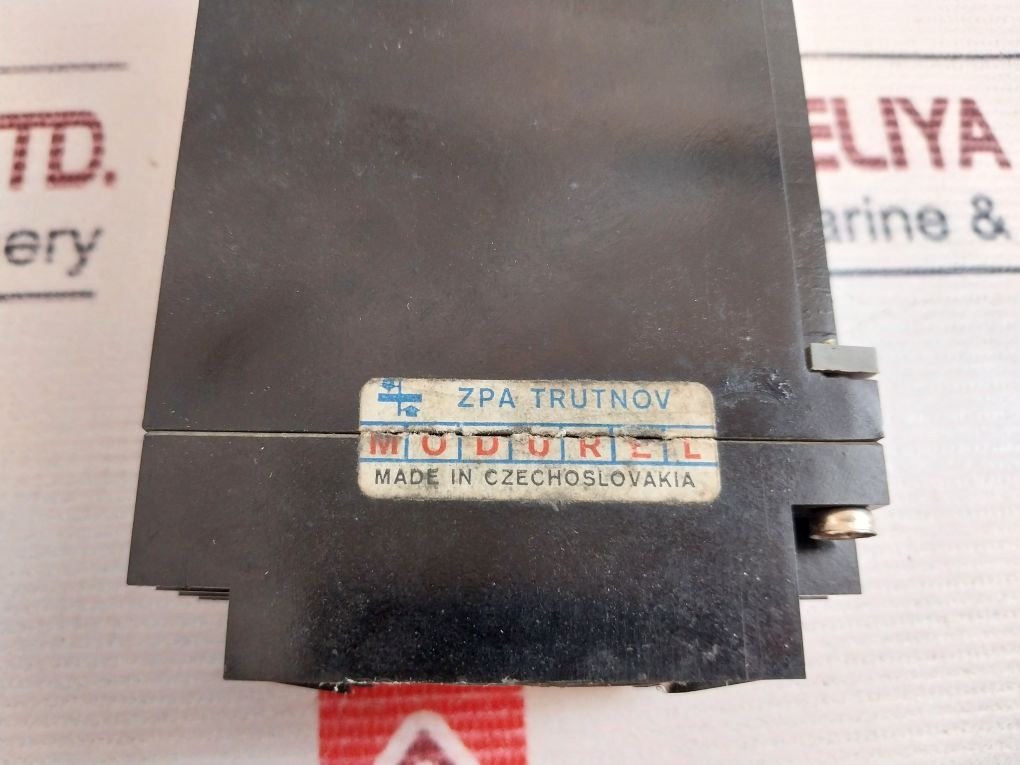 TD.
ery
ELIYA
arine &
ZPA TRUTNOV
MODUREL
MADE IN CZECHOSLOVAKIA